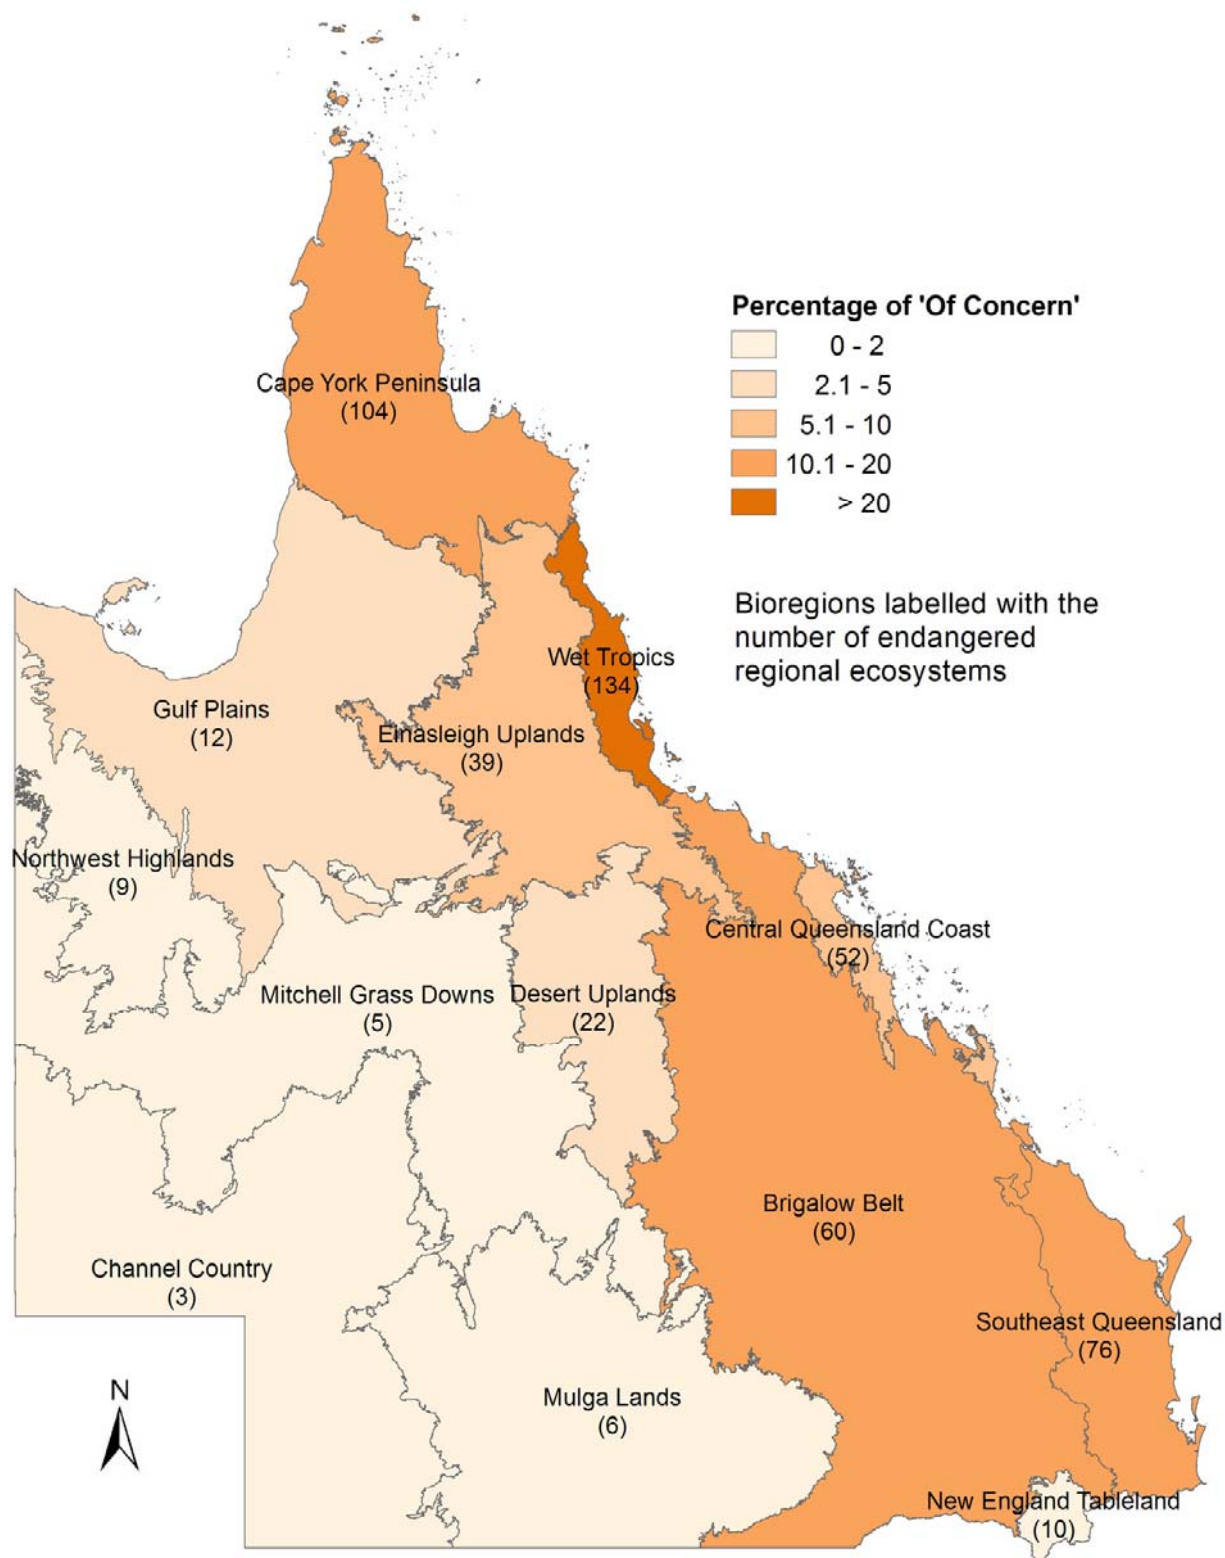 Percentage of 'Of Concern'
0 - 2
2.1 - 5
5.1 - 10
10.1 - 20
> 20
Bioregions labelled with the
number of endangered
regional ecosystems
Cape York Peninsula
(104)
Wet Tropics
(134)
Gulf Plains
(12)
Einasleigh Uplands
(39)
Northwest Highlands
(9)
Central Queensland Coast
(52)
Mitchell Grass Downs
(5)
Desert Uplands
(22)
Brigalow Belt
(60)
Channel Country
(3)
Southeast Queensland
(76)
N
Mulga Lands
(6)
New England Tableland
(10)